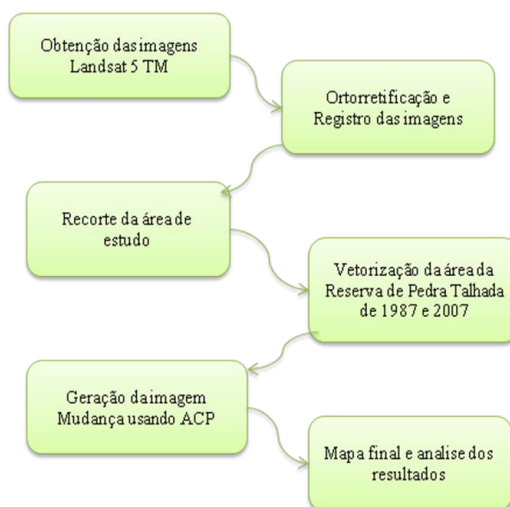 Obtenção das imagens
Landsat 5 TM
Ortorretificação e
Registro das imagens
Recorte da área de
estudo
Vetorização da área da
Reserva de Pedra Talhada
de 1987 e 2007
Geração da imagem
Mudança usando ACP
Mapa final e analise dos
resultados